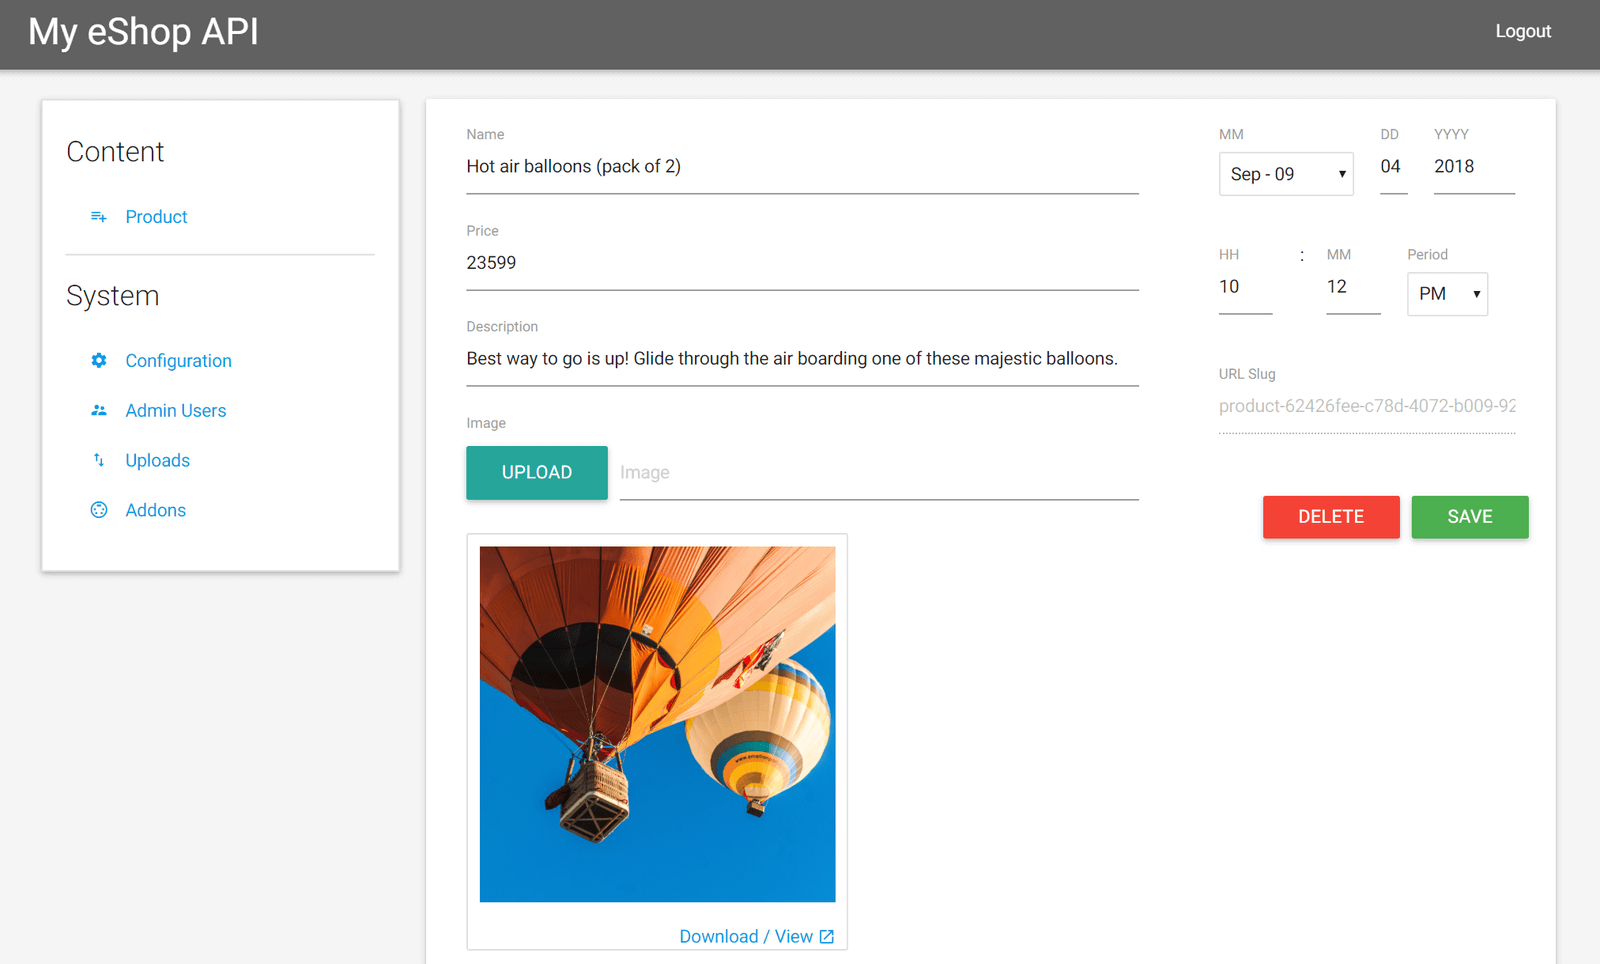 My eShop API
Logout
Content
Product
System
Configuration
Admin Users
Uploads
Addons
Name
Hot air balloons (pack of 2)
Price
23599
Description
Best way to go is up! Glide through the air boarding one of these majestic balloons.
Image
UPLOAD
Image
Download / View
MM
DD
YYYY
Sep - 09
04
2018
HH
:
MM
Period
10
12
PM
URL Slug
product-62426fee-c78d-4072-b009-92
DELETE
SAVE